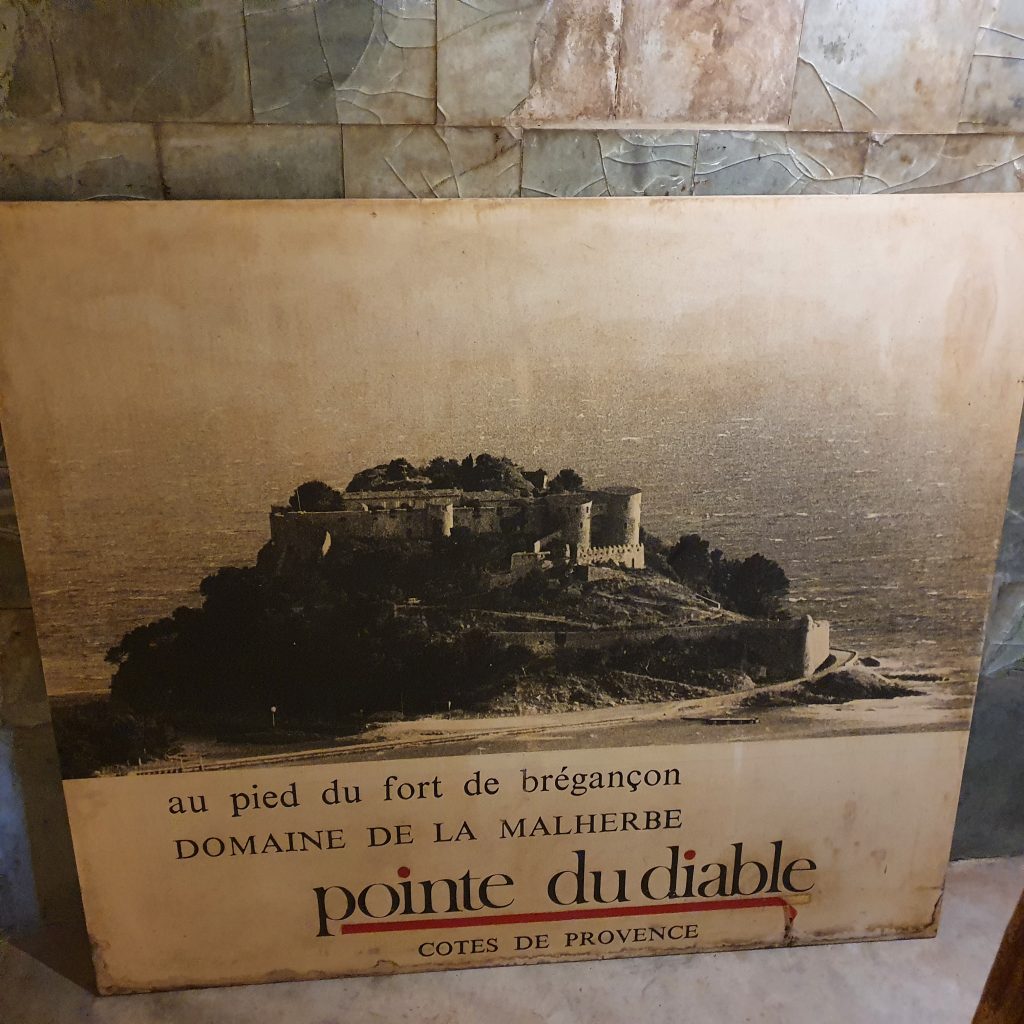 au pied du fort de brégançon
DOMAINE DE LA MALHERBE
pointe du diable
COTES DE PROVENCE